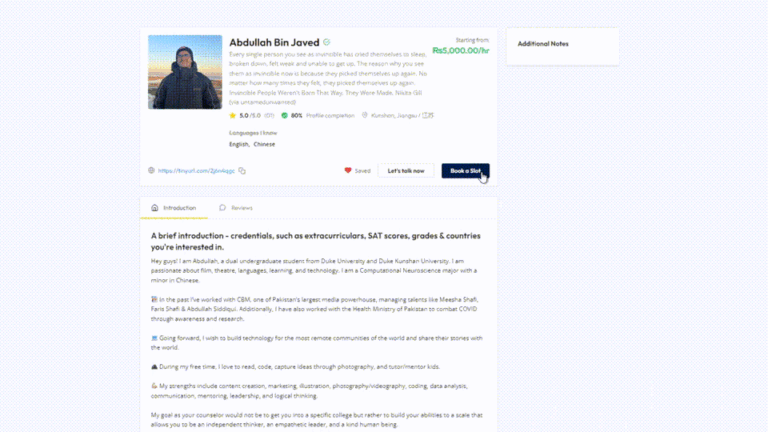 Abdullah Bin Javed
Starting from:
₨5,000.00/hr
Every single person you see as invincible has cried themselves to sleep,
broken down, felt weak and unable to get up. The reason why you see
them as invincible now is because they picked themselves up again. No
matter how many times they fell, they picked themselves up again.
Invincible People Weren't Born That Way. They Were Made. Nikita Gill
(via untamedunwanted)
5.0 /5.0
80% Profile completion
Kunshan, Jiangsu /
Languages I know
English, Chinese
Saved
Let's talk now
Book a Slot
Additional Notes
Introduction
Reviews
A brief introduction - credentials, such as extracurriculars, SAT scores, grades & countries
you're interested in.
Hey guys! I am Abdullah, a dual undergraduate student from Duke University and Duke Kunshan University. I am
passionate about film, theatre, languages, learning, and technology. I am a Computational Neuroscience major with a
minor in Chinese.
In the past I've worked with CBM, one of Pakistan's largest media powerhouse, managing talents like Meesha Shafi,
Faris Shefi & Abdullah Siddiqui. Additionally, I have also worked with the Health Ministry of Pakistan to combat COVID
through awareness and research.
Going forward, I wish to build technology for the most remote communities of the world and share their stories with
the world.
During my free time, I love to read, code, capture ideas through photography, and tutor/mentor kids.
My strengths include content creation, marketing, illustration, photography/videography, coding, data analysis,
communication, mentoring, leadership, and logical thinking.
My goal as your counselor would not be to get you into a specific college but rather to build your abilities to a scale that
allows you to be an independent thinker, an empathetic leader, and a kind human being.